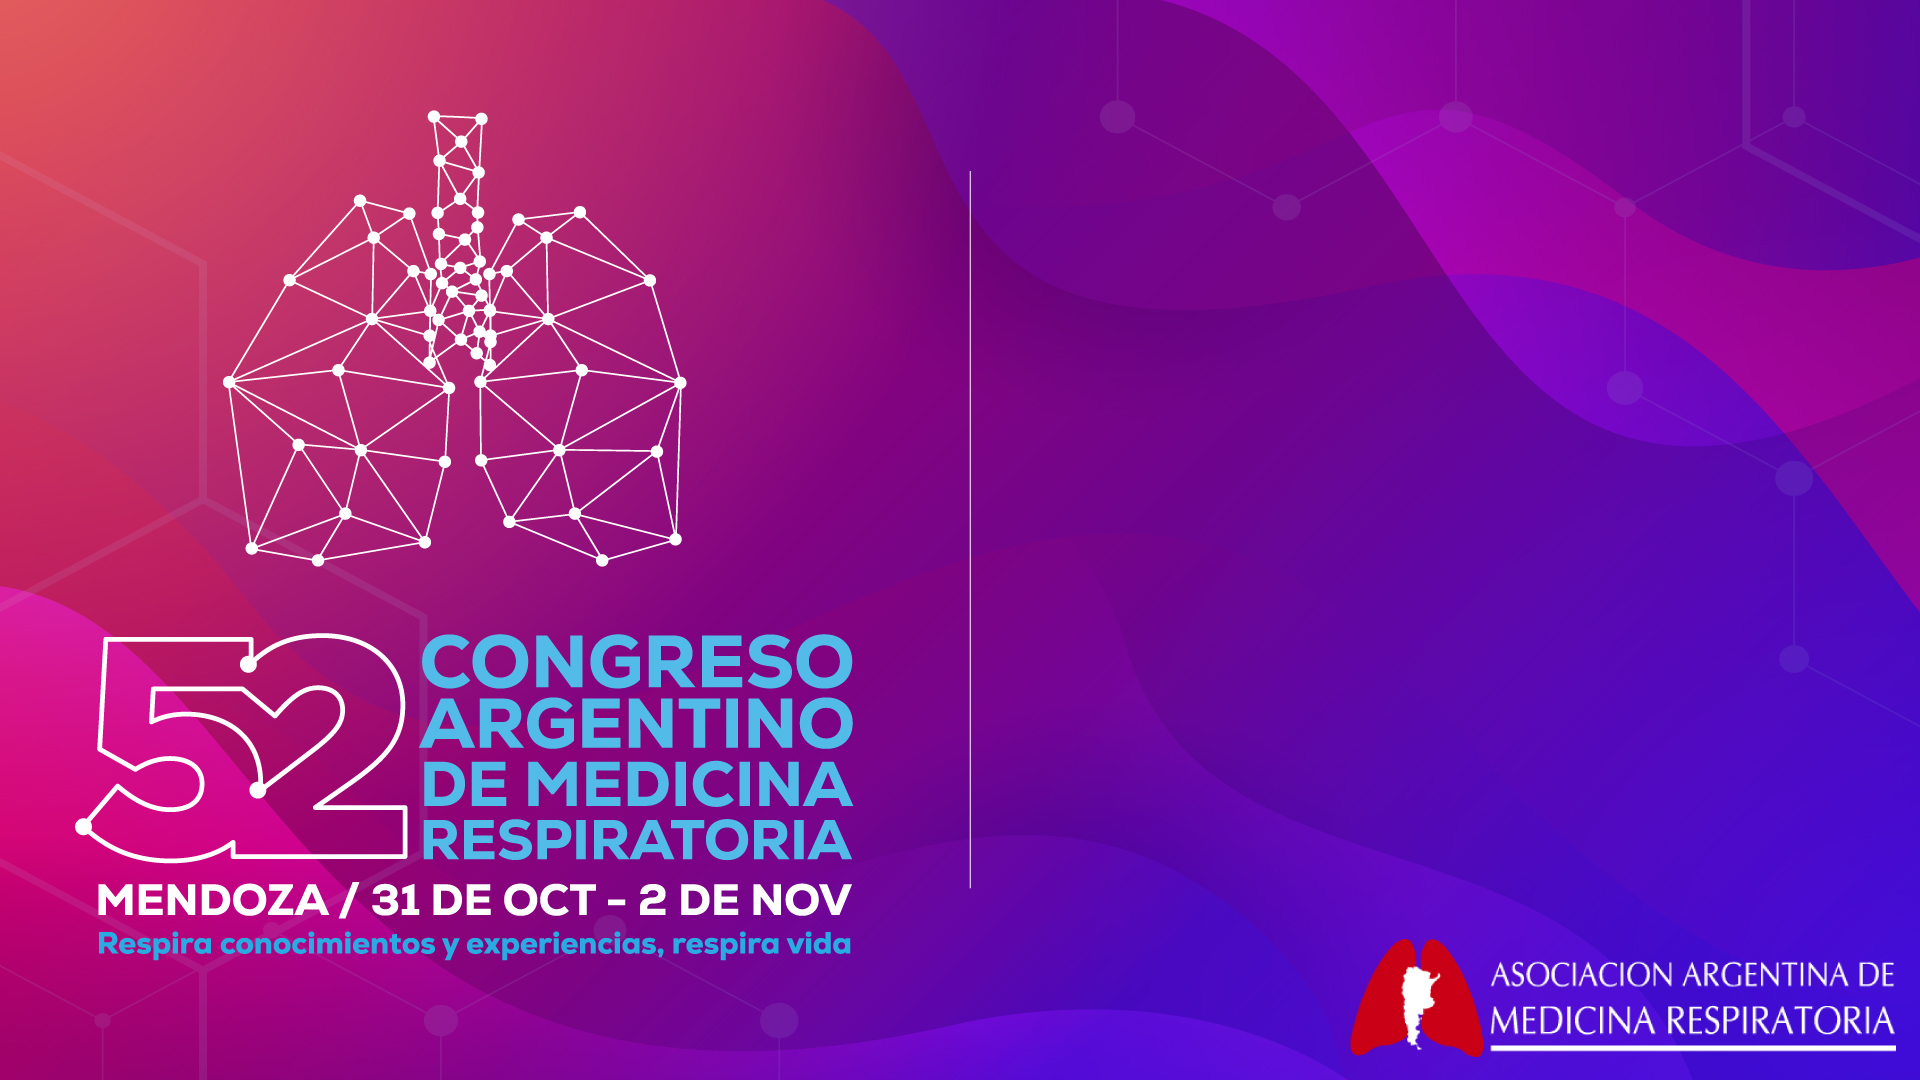 52
CONGRESO
ARGENTINO
DE MEDICINA
RESPIRATORIA
MENDOZA / 31 DE OCT - 2 DE NOV
Respira conocimientos y experiencias, respira vida
ASOCIACION ARGENTINA DE
MEDICINA RESPIRATORIA